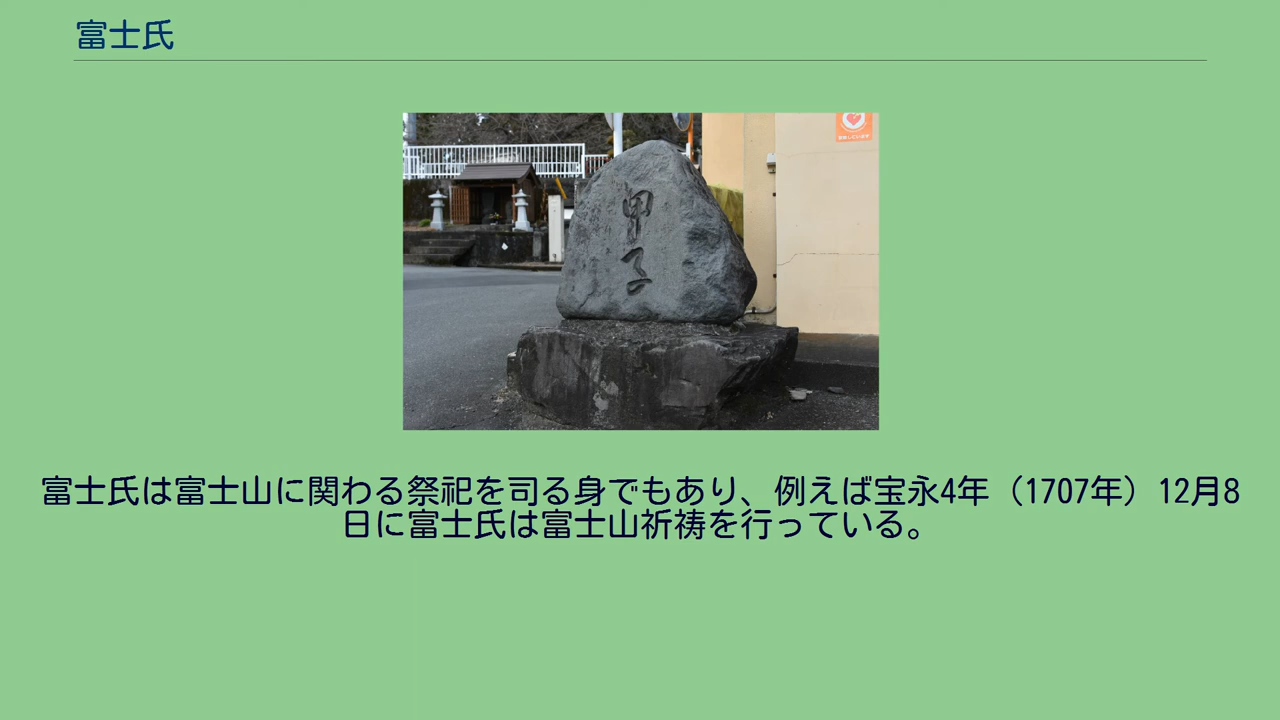 富士氏
甲子
富士氏は富士山に関わる祭祀を司る身でもあり、例えば宝永4年（1707年）12月8
日に富士氏は富士山祈祷を行っている。